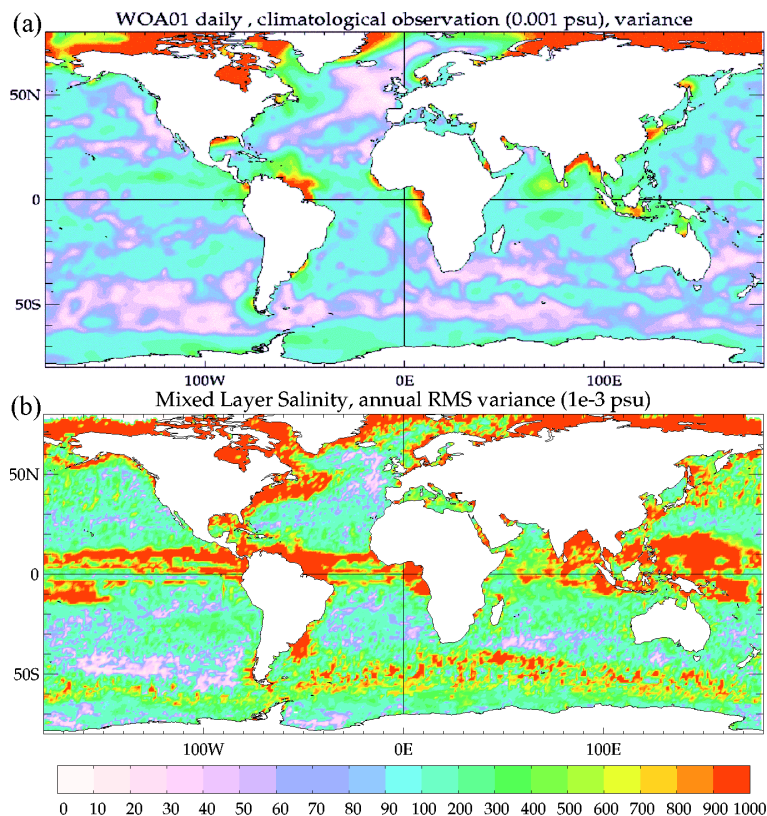 (a) WOA01 daily , climatological observation (0.001 psu), variance
50N
0
50S
100W 0E 100E
(b) Mixed Layer Salinity, annual RMS variance (1e-3 psu)
50N
0
50S
100W 0E 100E
0 10 20 30 40 50 60 70 80 90 100 200 300 400 500 600 700 800 900 1000